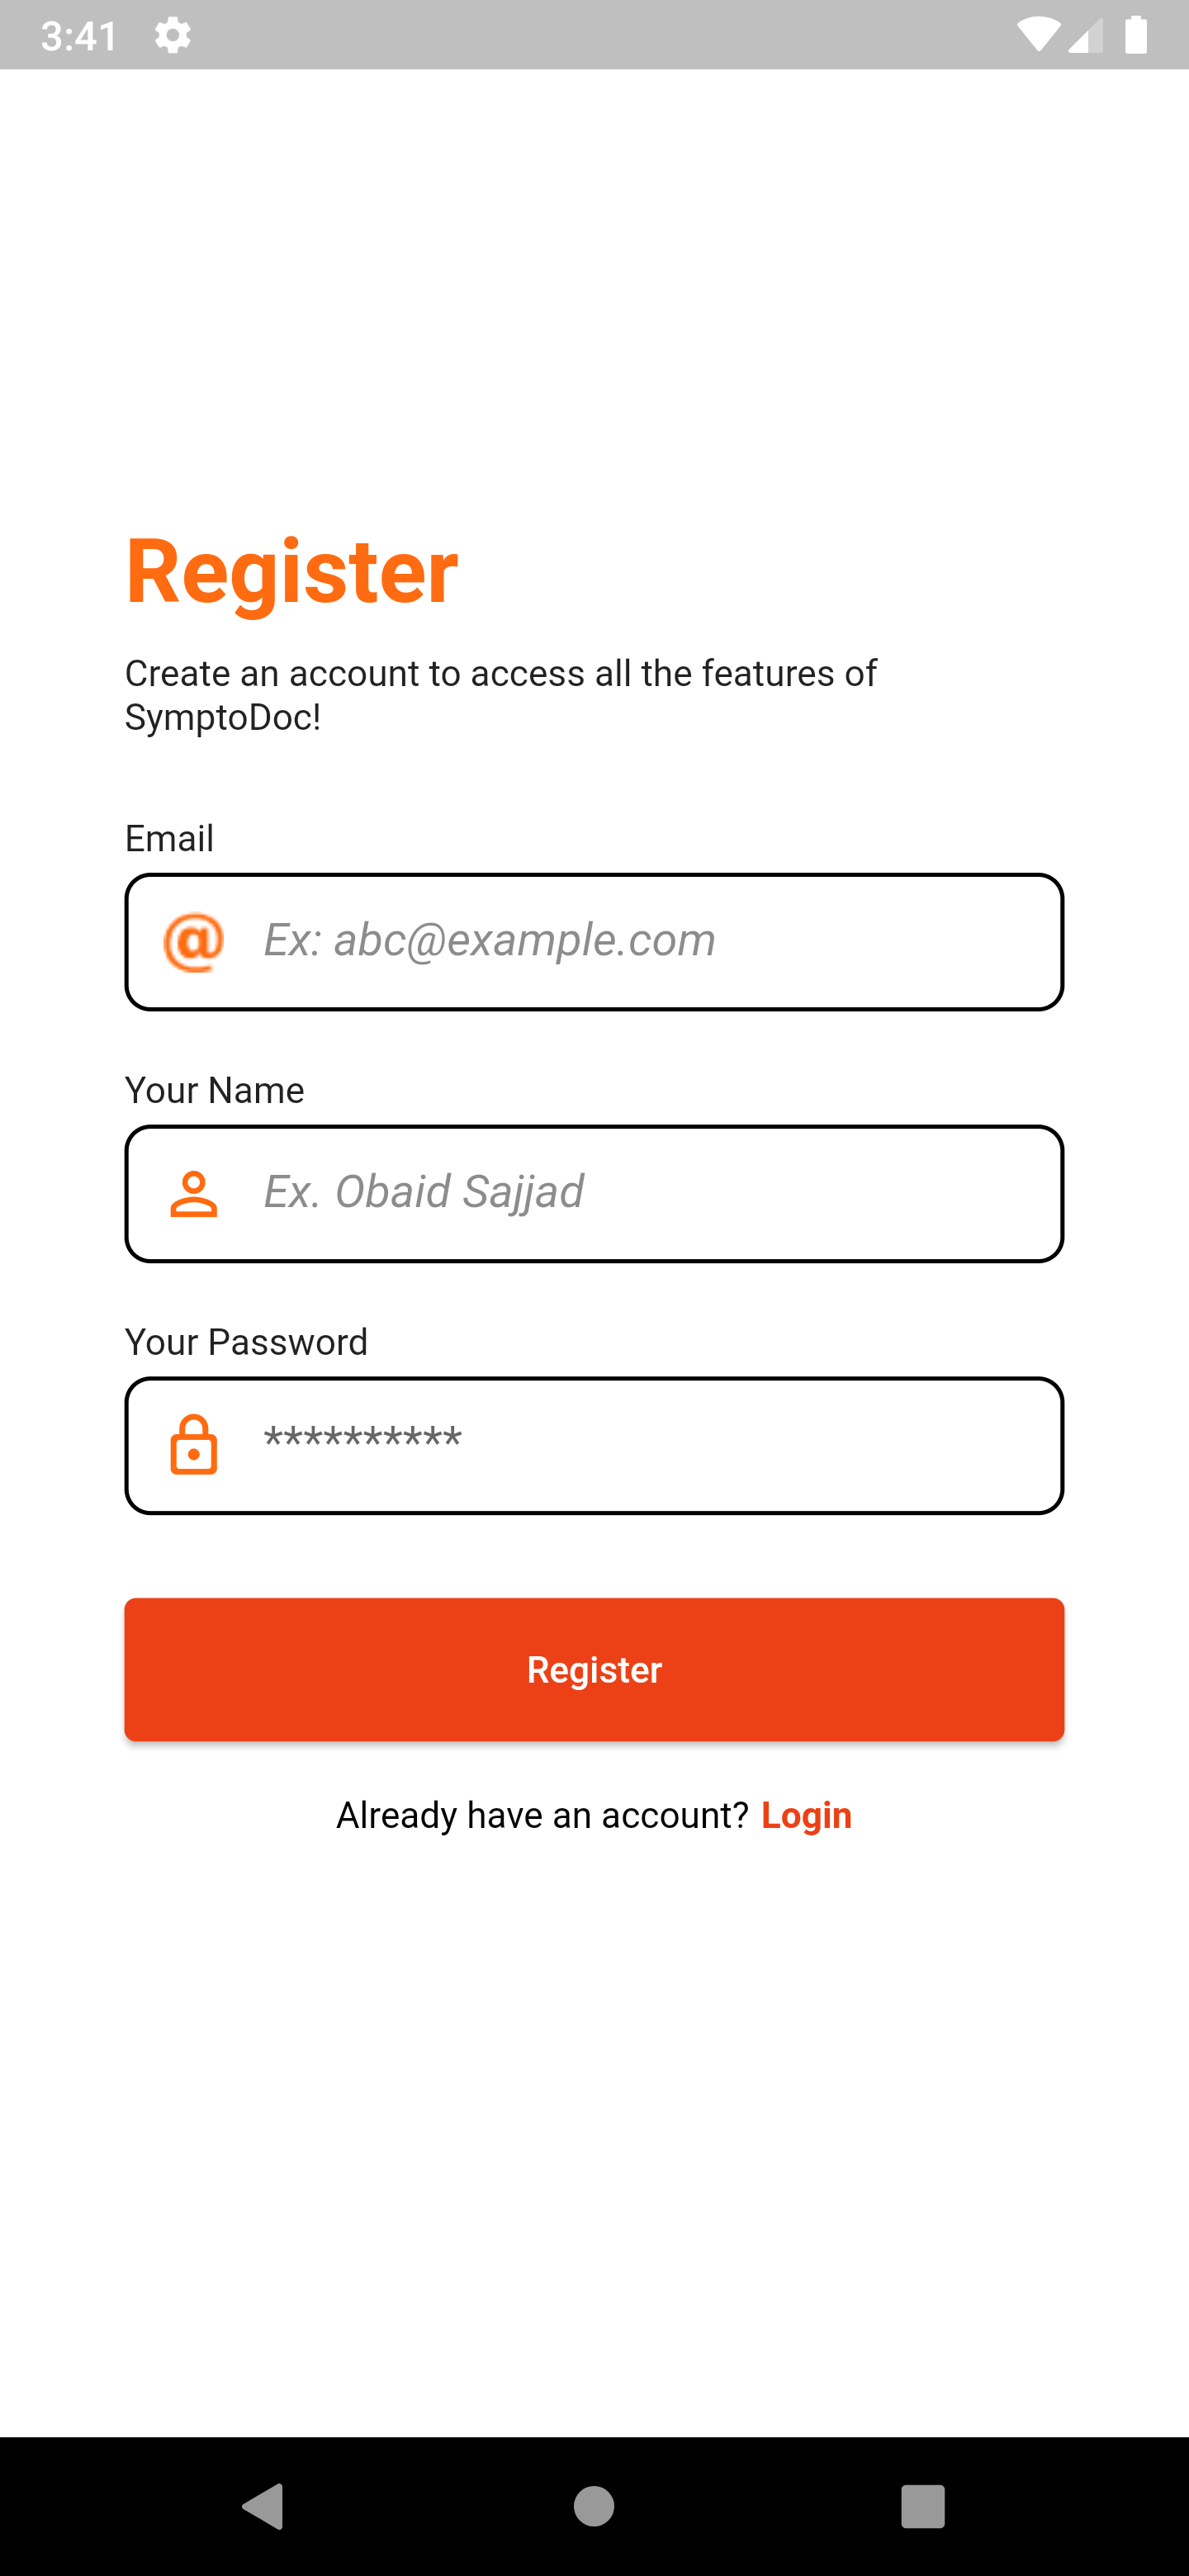 3:41
Register
Create an account to access all the features of
SymptoDoc!
Email
@ Ex: abc@example.com
Your Name
Ex. Obaid Sajjad
Your Password
**********
Register
Already have an account? Login